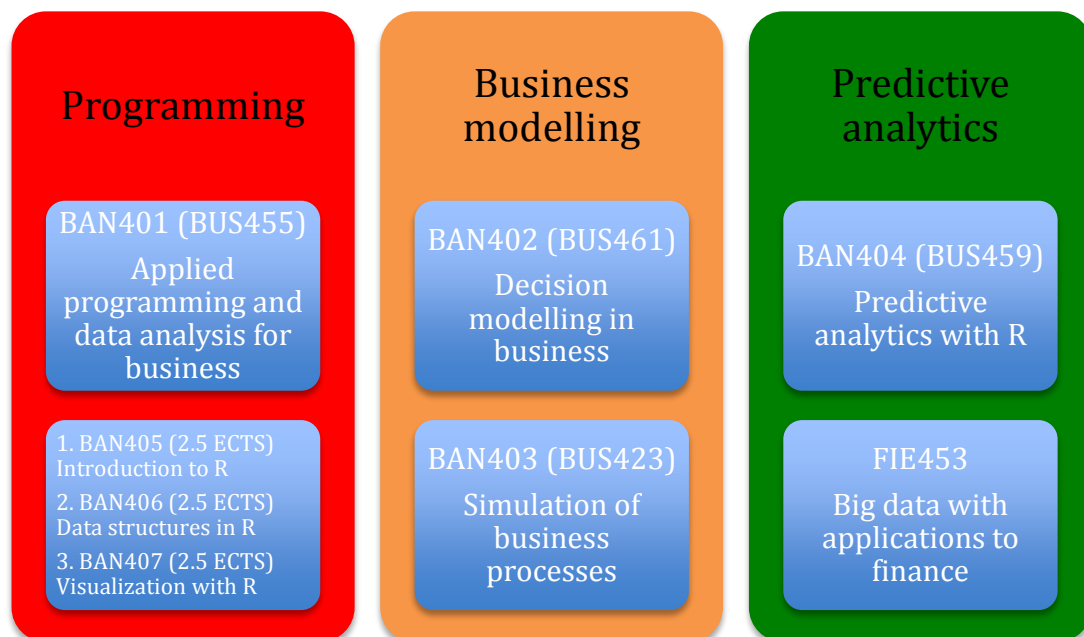 Programming
BAN401 (BUS455)
Applied
programming and
data analysis for
business
1. BAN405 (2.5 ECTS)
Introduction to R
2. BAN406 (2.5 ECTS)
Data structures in R
3. BAN407 (2.5 ECTS)
Visualization with R
Business
modelling
BAN402 (BUS461)
Decision
modelling in
business
BAN403 (BUS423)
Simulation of
business
processes
Predictive
analytics
BAN404 (BUS459)
Predictive
analytics with R
FIE453
Big data with
applications to
finance